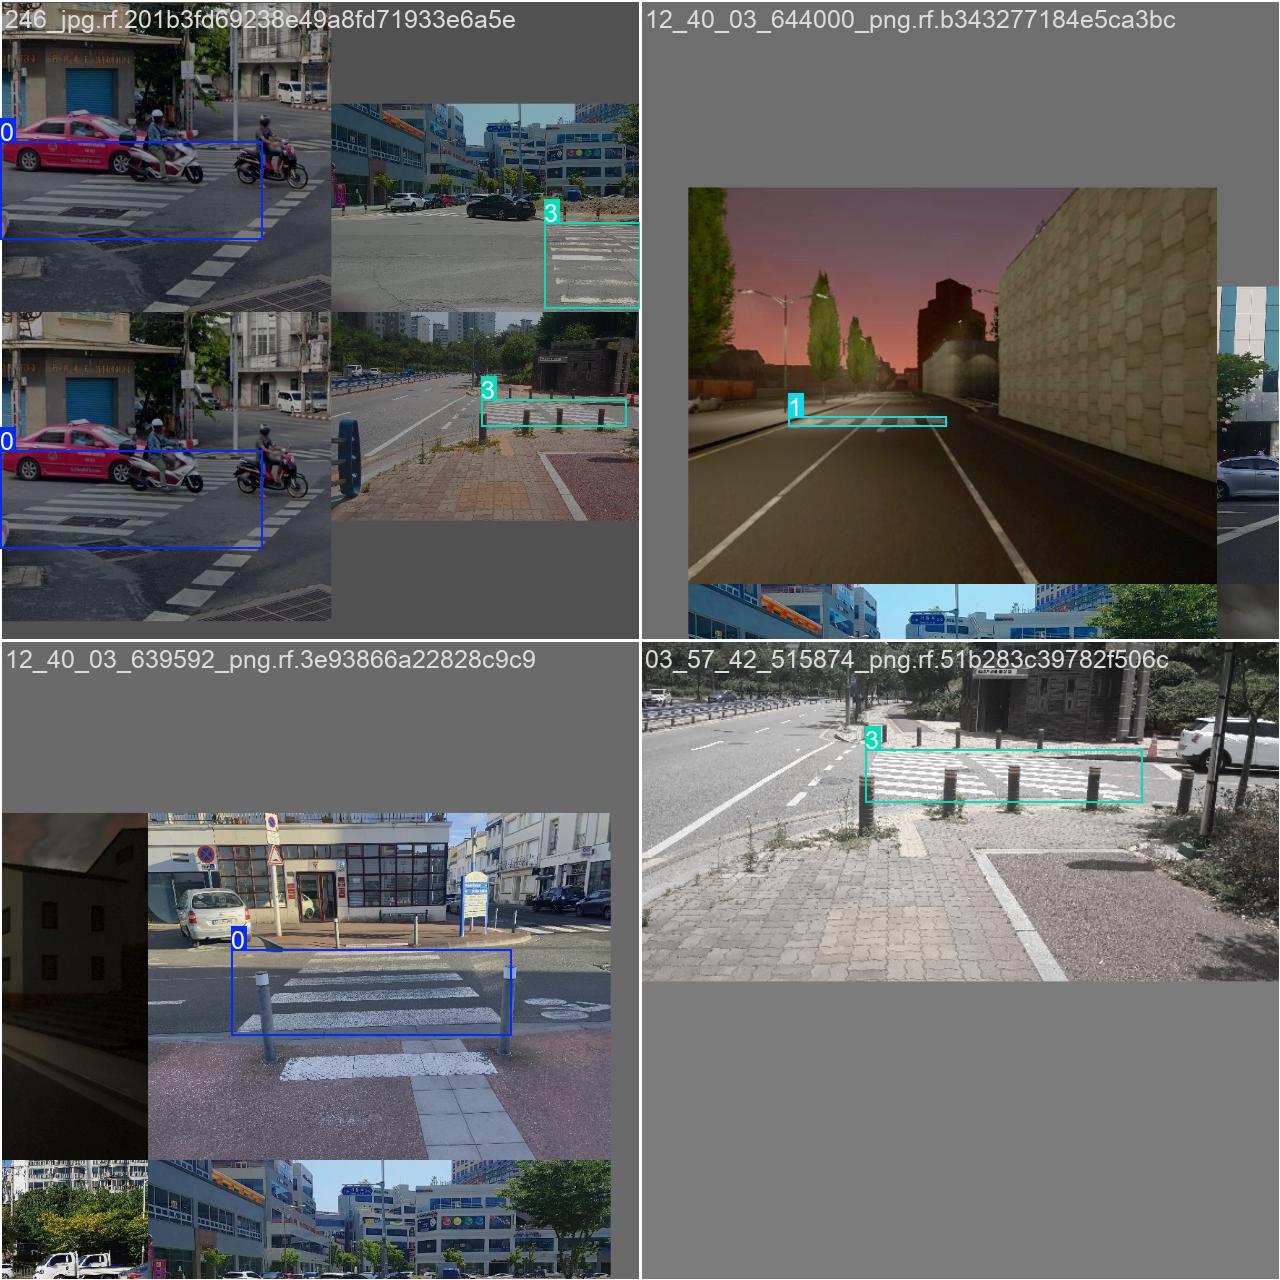 246_jpg.rf.201b3fd69238e49a8fd71933e6a5e
12_40_03_644000_png.rf.b343277184e5ca3bc
0
3
0
3
1
12_40_03_639592_png.rf.3e93866a22828c9c9
03_57_42_515874_png.rf.51b283c39782f506c
3
0